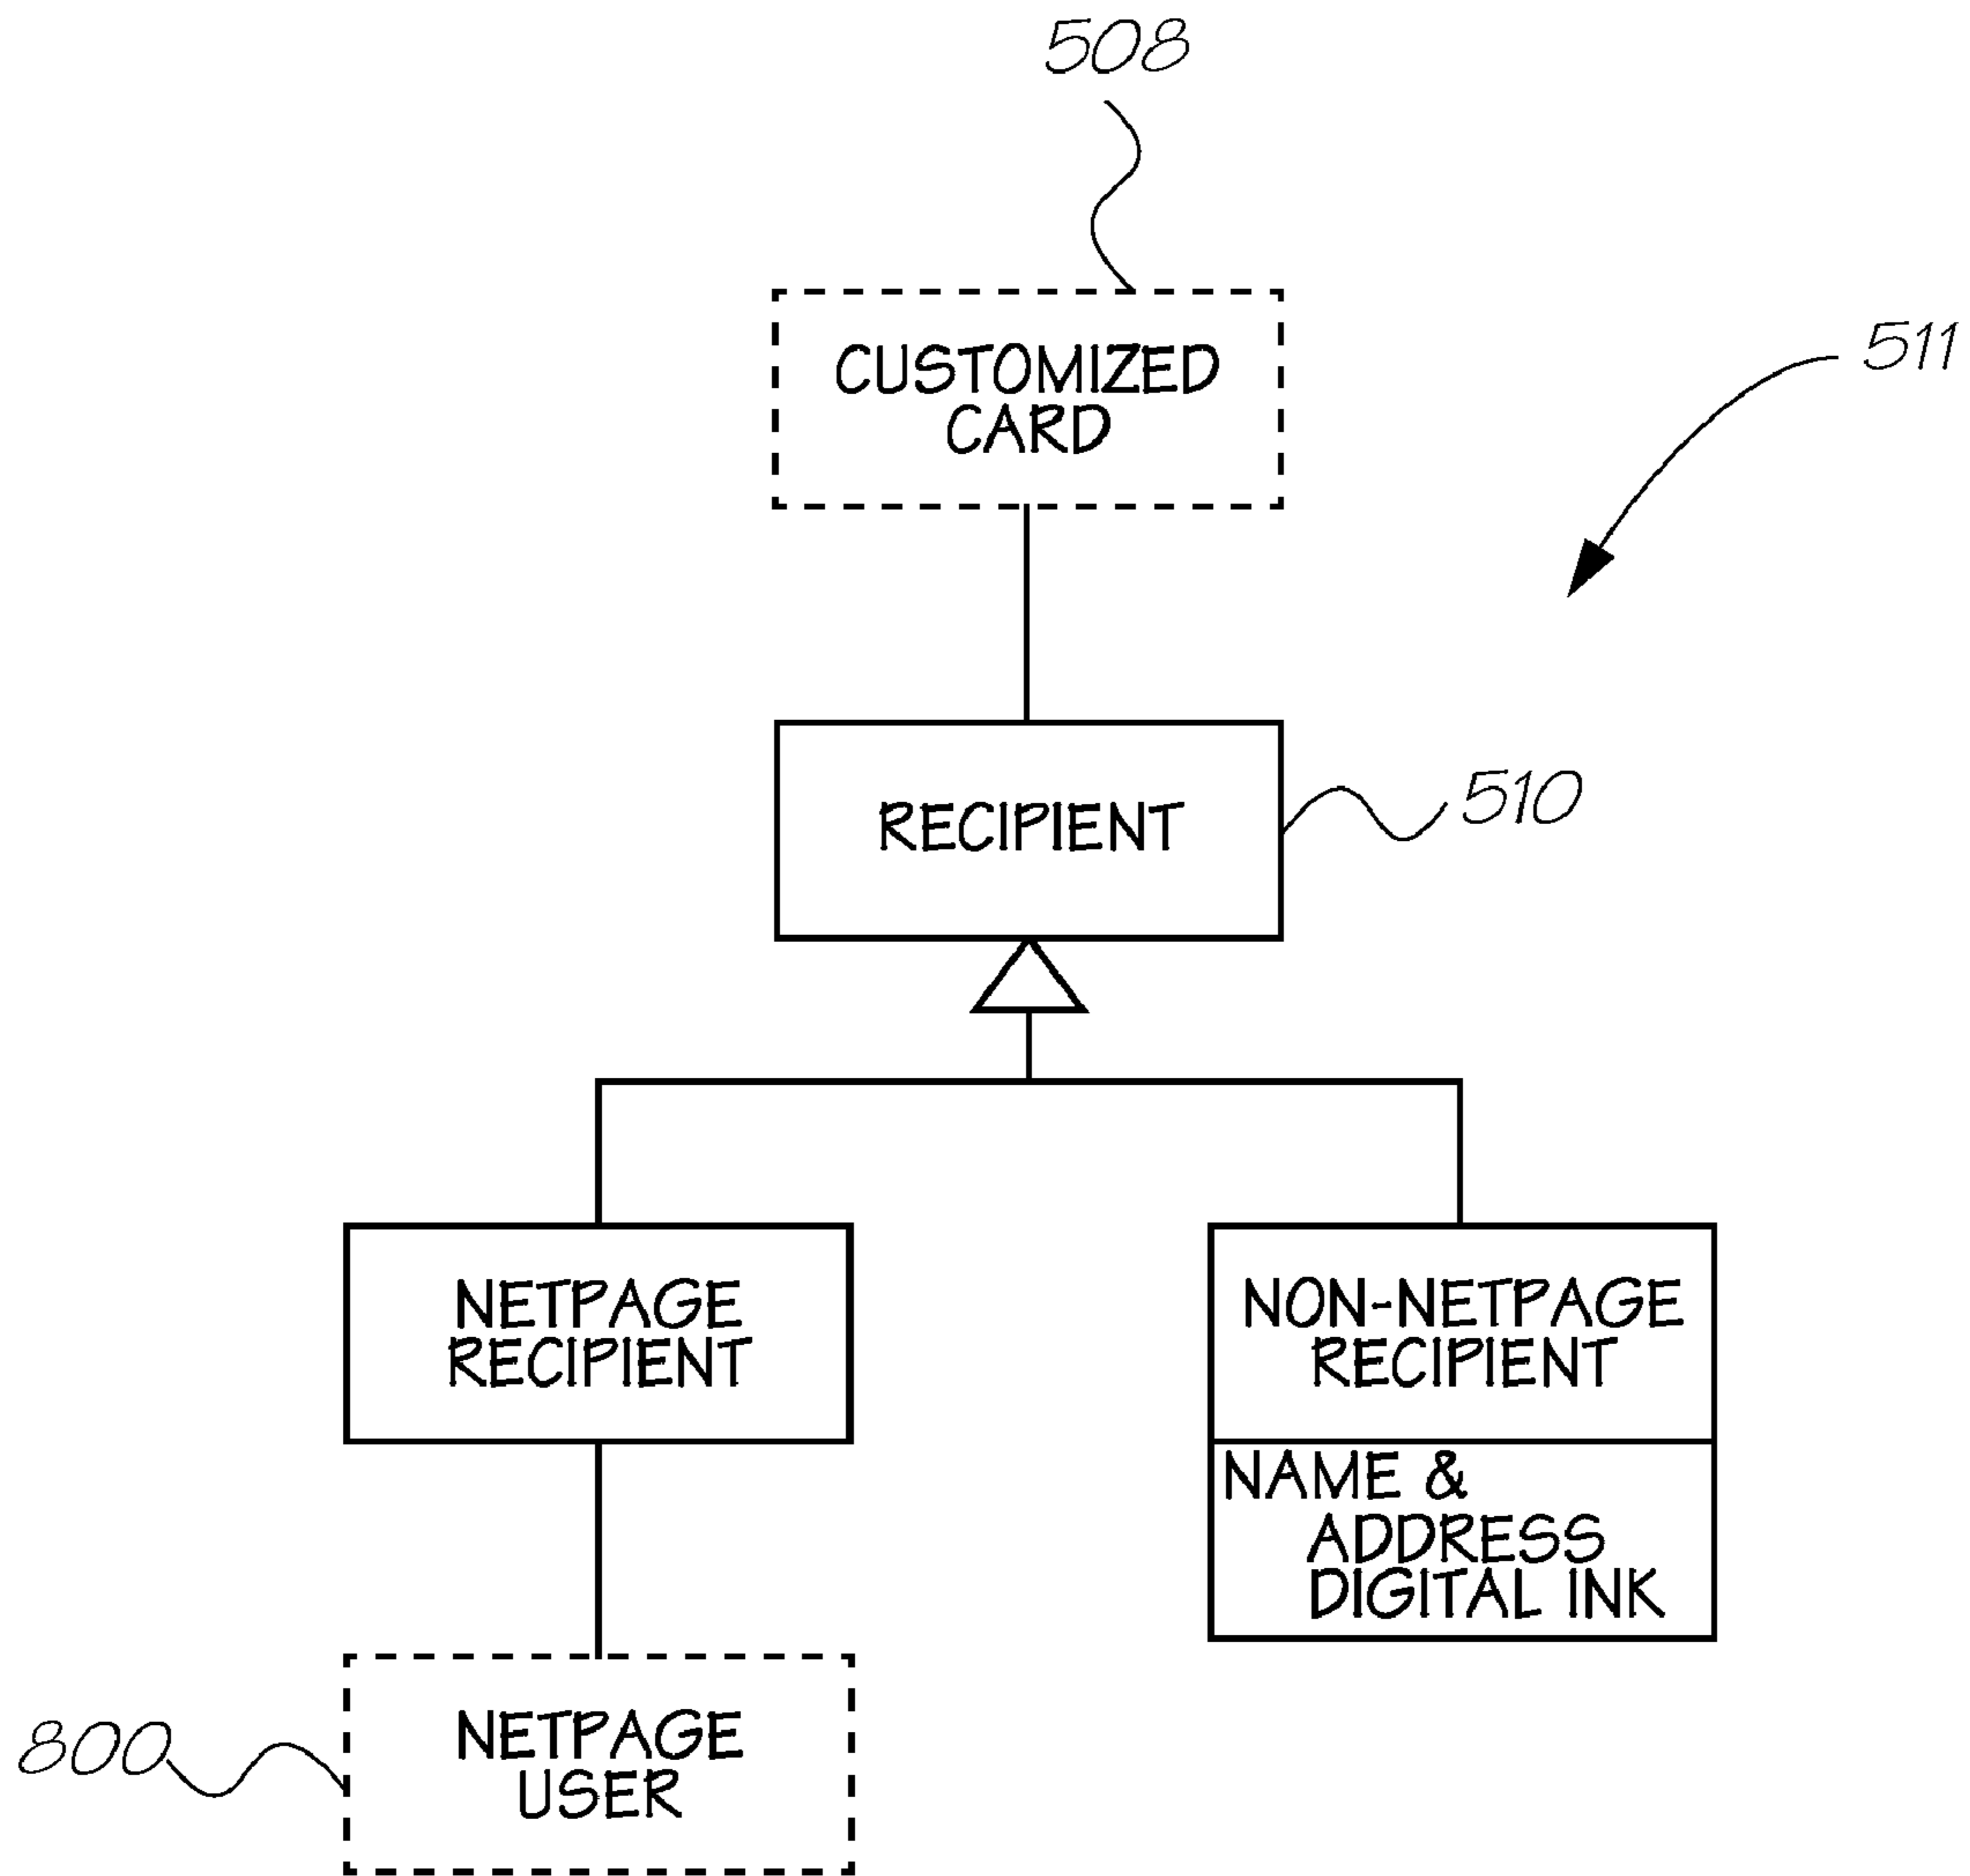 508
CUSTOMIZED
CARD
511
RECIPIENT
510
NETPAGE
RECIPIENT
NON-NETPAGE
RECIPIENT
NAME &
ADDRESS
DIGITAL INK
800
NETPAGE
USER